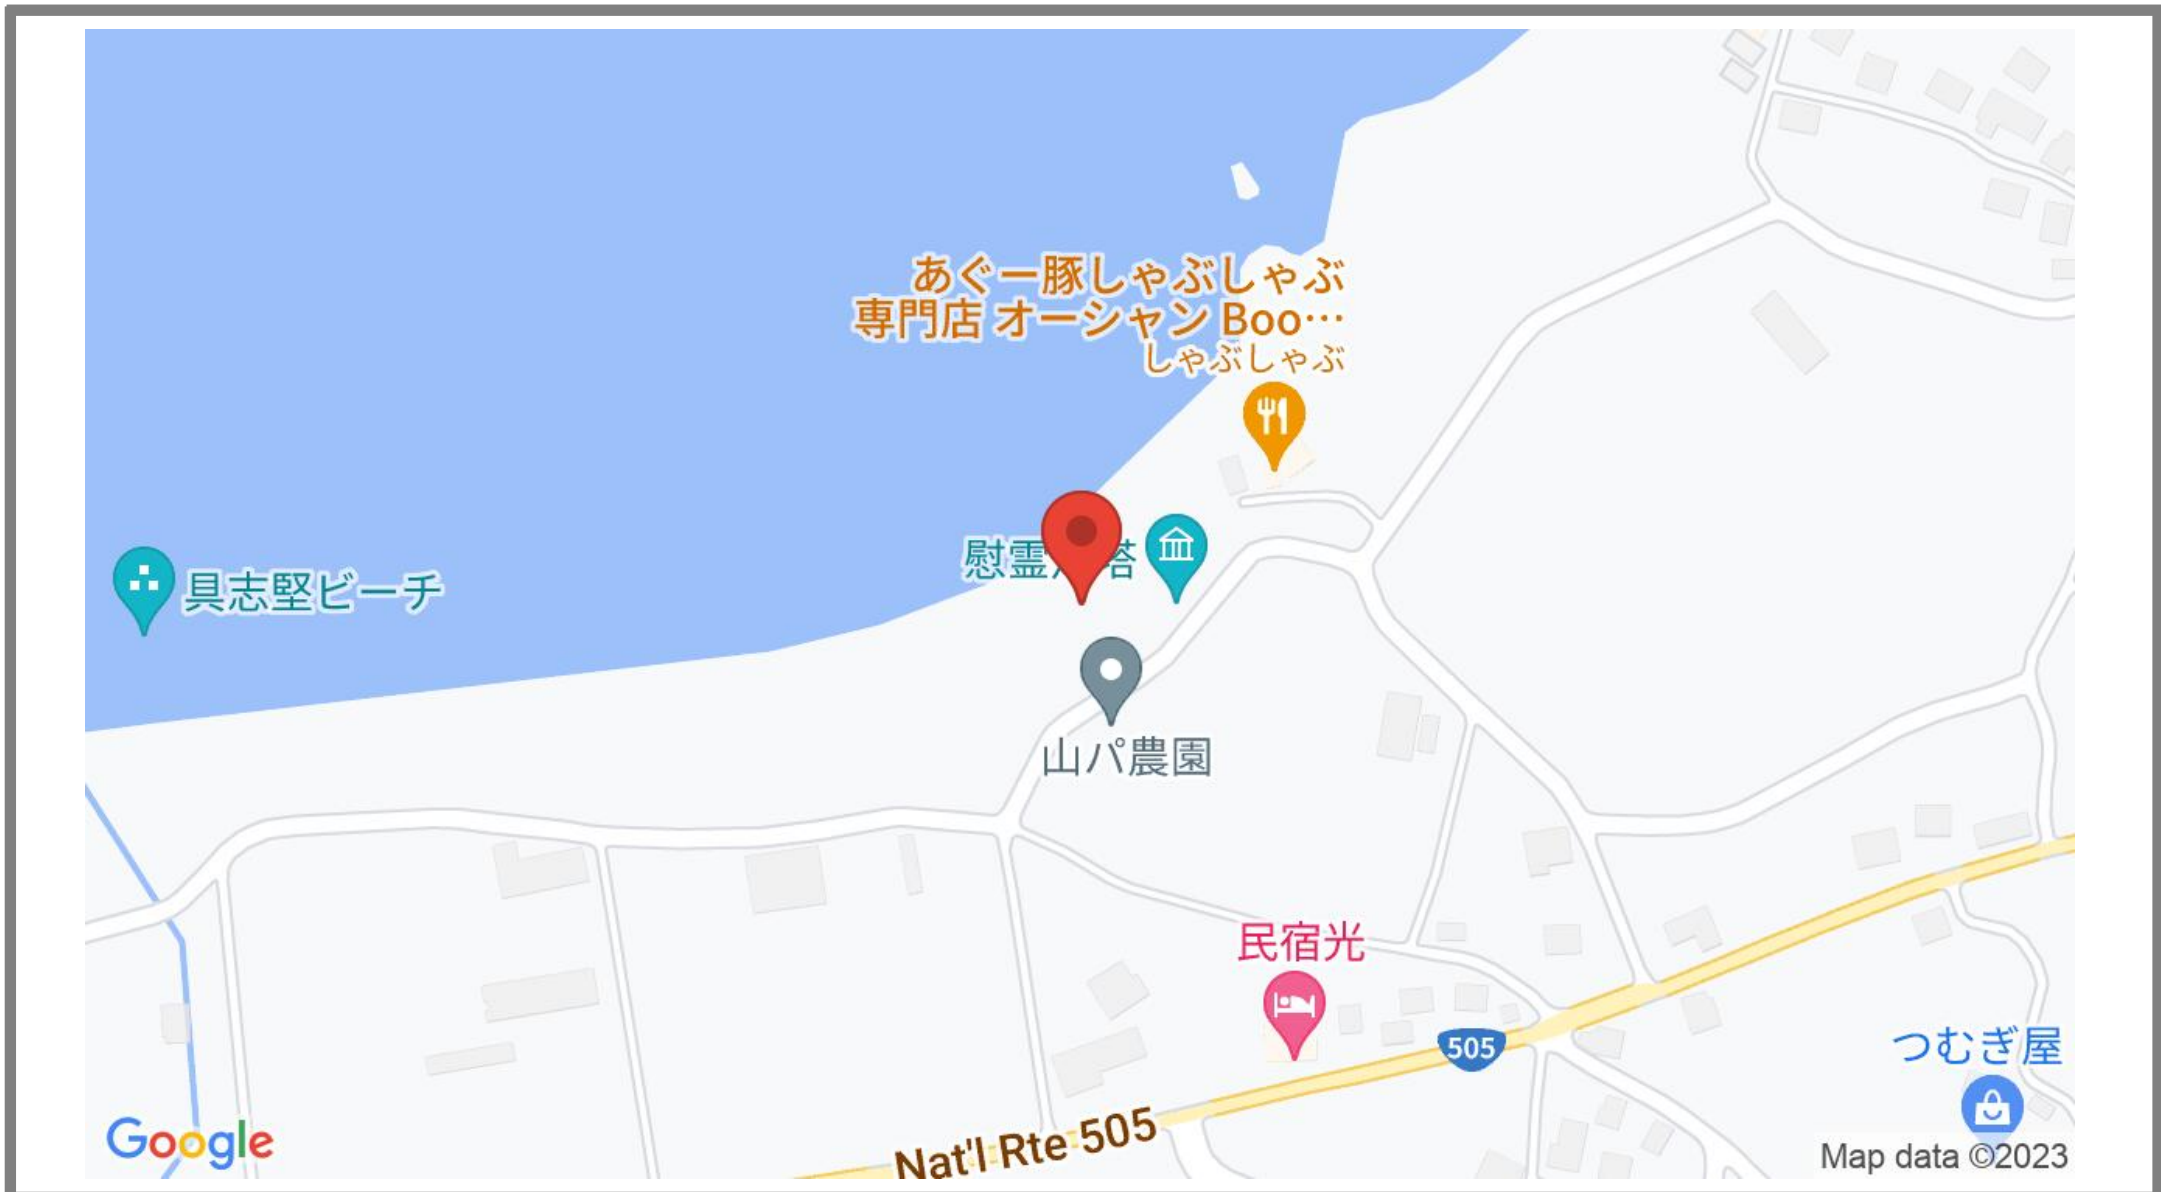 あぐー豚しゃぶしゃぶ
専門店 オーシャン Boo…
しゃぶしゃぶ
慰霊
塔
具志堅ビーチ
山パ農園
民宿光
505
つむぎ屋
Nat'l Rte 505
Google
Map data ©2023